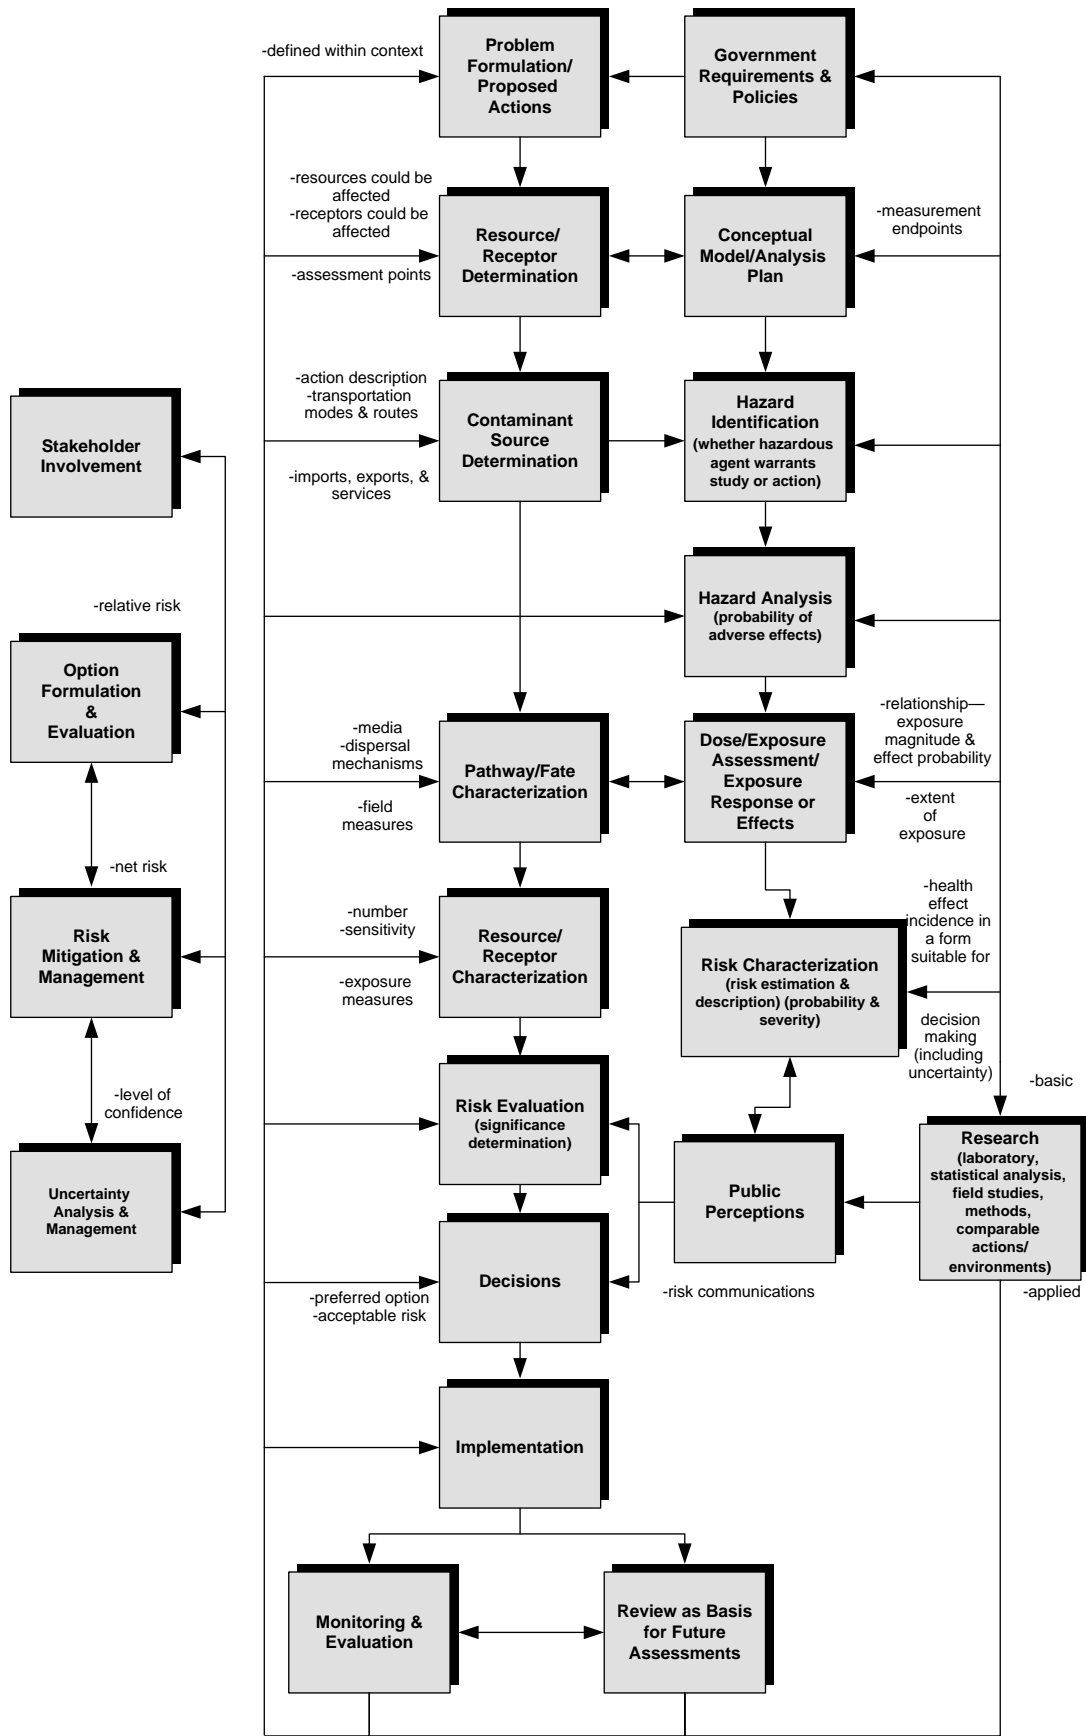 -defined within context
Problem
Formulation/
Proposed
Actions
Government
Requirements &
Policies
-resources could be
affected
-receptors could be
affected
-assessment points
Resource/
Receptor
Determination
Conceptual
Model/Analysis
Plan
-measurement
endpoints
Stakeholder
Involvement
-action description
-transportation
modes & routes
-imports, exports, &
services
Contaminant
Source
Determination
Hazard
Identification
(whether hazardous
agent warrants
study or action)
-relative risk
Hazard Analysis
(probability of
adverse effects)
Option
Formulation
&
Evaluation
-media
-dispersal
mechanisms
-field
measures
Pathway/Fate
Characterization
Dose/Exposure
Assessment/
Exposure
Response or
Effects
-relationship—
exposure
magnitude &
effect probability
-extent
of
exposure
-net risk
Risk
Mitigation &
Management
-number
-sensitivity
-exposure
measures
Resource/
Receptor
Characterization
Risk Characterization
(risk estimation &
description) (probability &
severity)
-health
effect
incidence in
a form
suitable for
decision
making
(including
uncertainty)
-level of
confidence
Uncertainty
Analysis &
Management
Risk Evaluation
(significance
determination)
Public
Perceptions
-basic
Research
(laboratory,
statistical analysis,
field studies,
methods,
comparable
actions/
environments)
-applied
-preferred option
-acceptable risk
Decisions
-risk communications
Implementation
Monitoring &
Evaluation
Review as Basis
for Future
Assessments